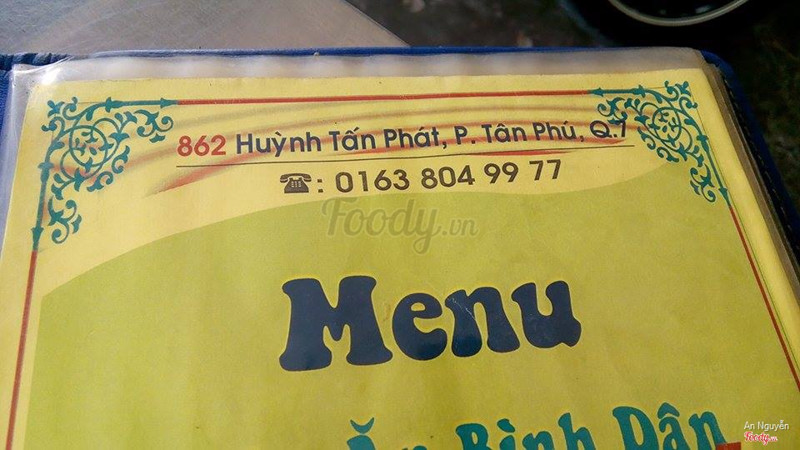 862 Huỳnh Tấn Phát, P. Tân Phú, Q.7
☎: 0163 804 99 77
Foody.vn
Menu
Ăn Bình Dân
An Nguyễn
Foody.vn